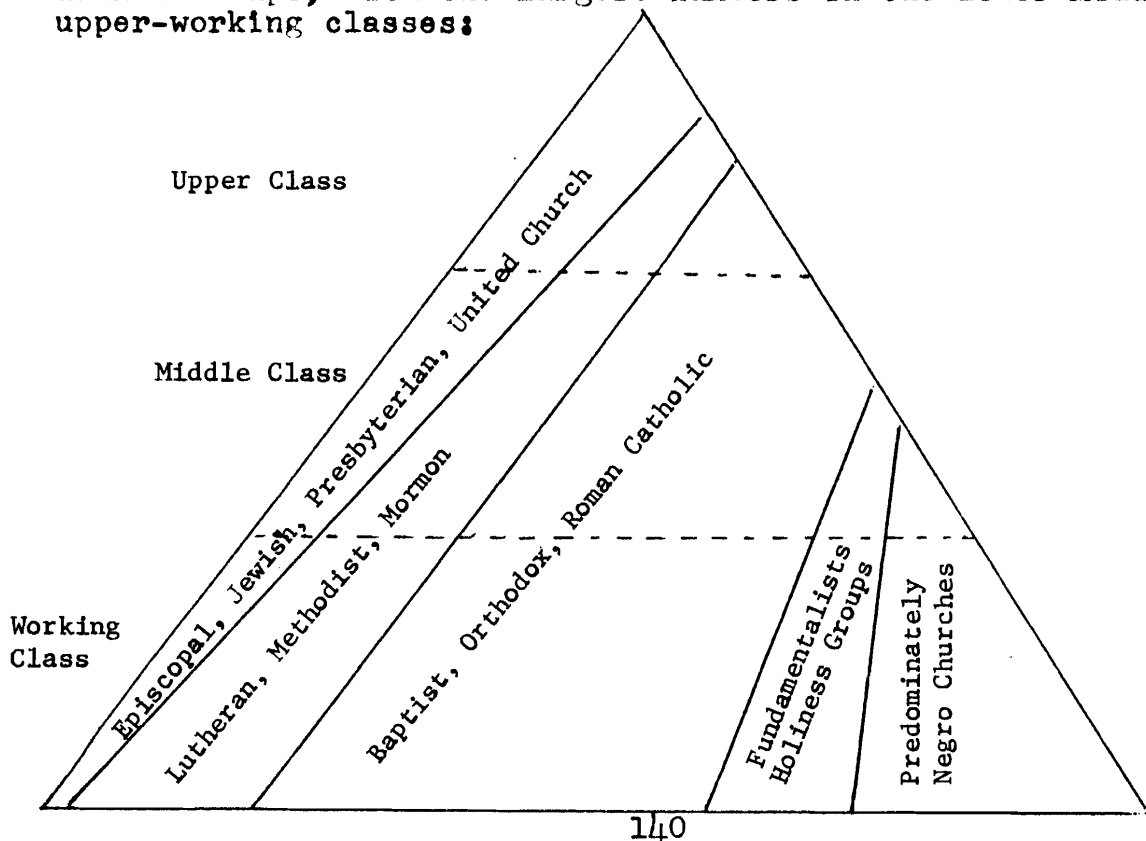 upper-working classes:
Upper Class
Middle Class
Working
Class
Episcopal, Jewish, Presbyterian, United Church
Lutheran, Methodist, Mormon
Baptist, Orthodox, Roman Catholic
Fundamentalists
Holiness Groups
Predominately
Negro Churches
140